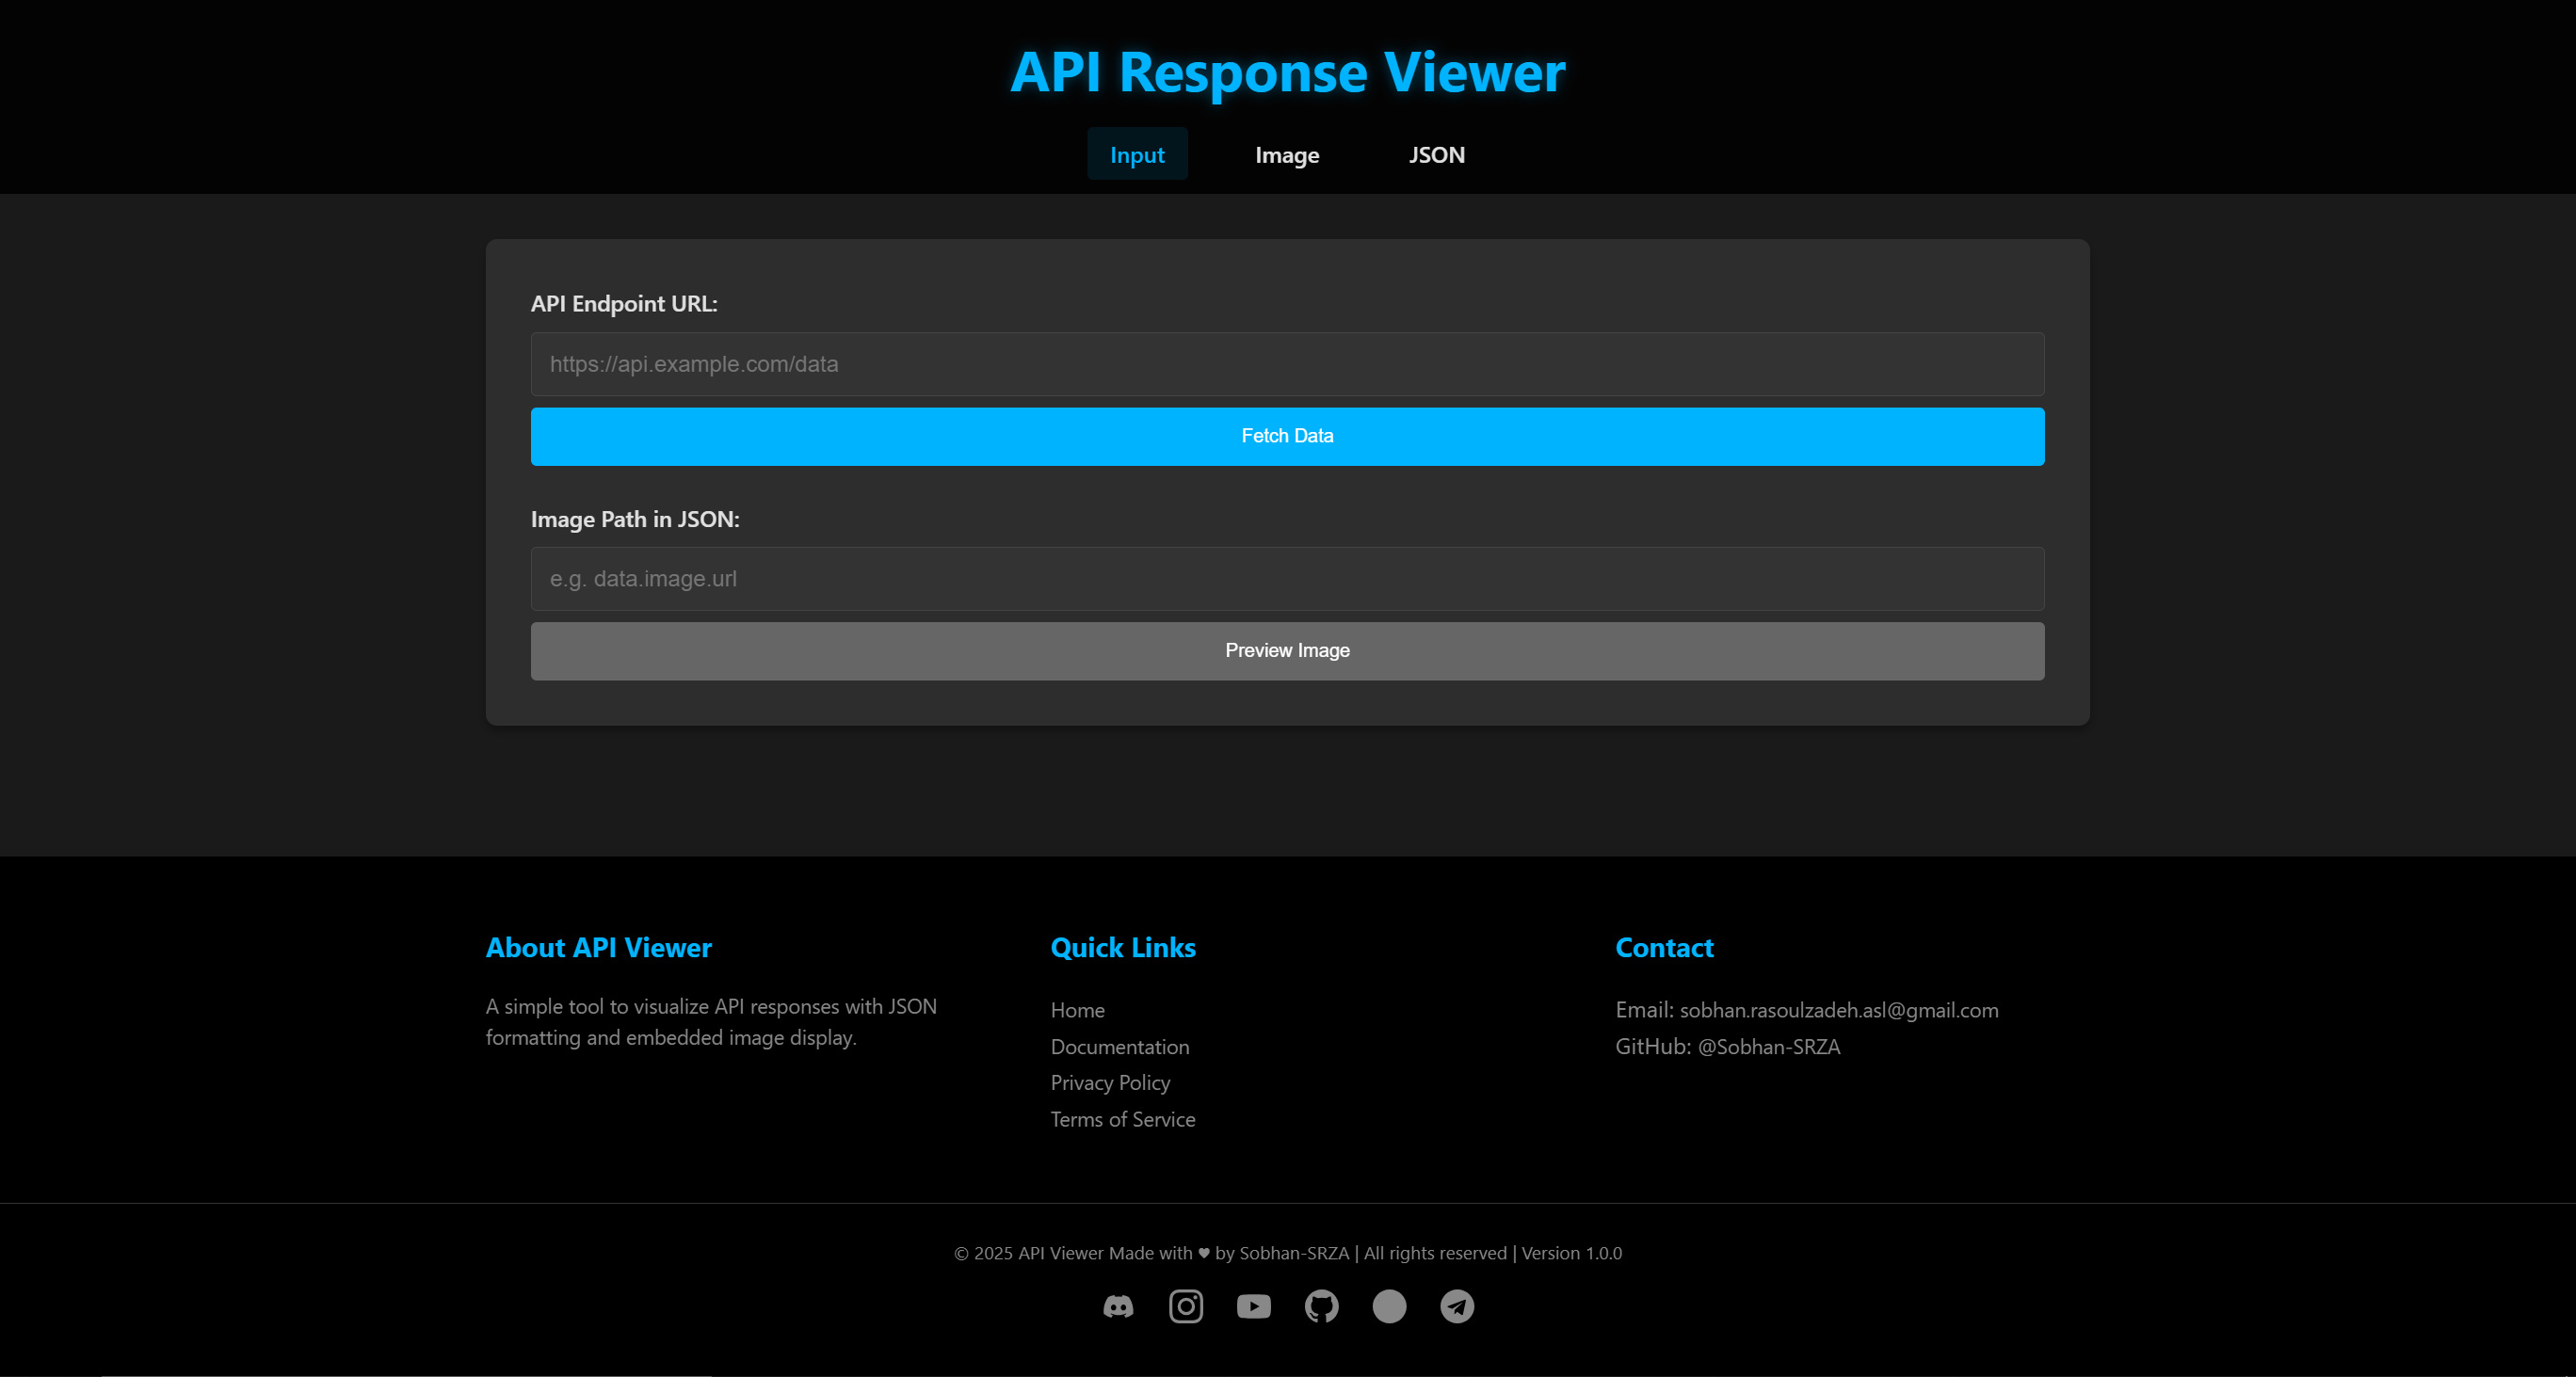 API Response Viewer
Input
Image
JSON
API Endpoint URL:
https://api.example.com/data
Fetch Data
Image Path in JSON:
e.g. data.image.url
Preview Image
About API Viewer
A simple tool to visualize API responses with JSON
formatting and embedded image display.
Quick Links
Home
Documentation
Privacy Policy
Terms of Service
Contact
Email: sobhan.rasoulzadeh.asl@gmail.com
GitHub: @Sobhan-SRZA
© 2025 API Viewer Made with ♥ by Sobhan-SRZA | All rights reserved | Version 1.0.0